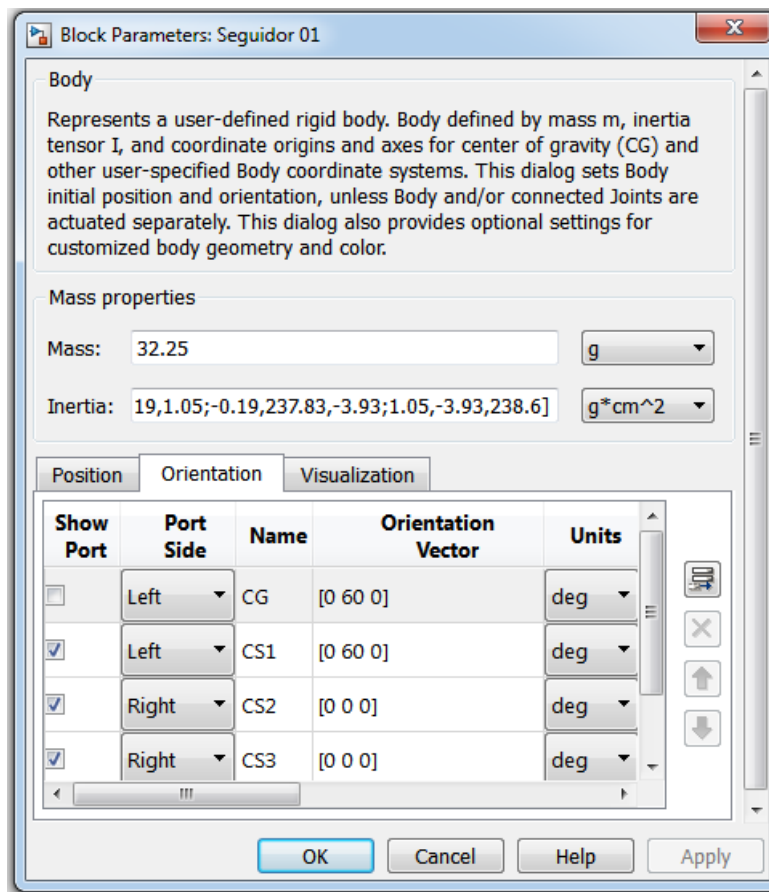 Block Parameters: Seguidor 01
Body
Represents a user-defined rigid body. Body defined by mass m, inertia
tensor I, and coordinate origins and axes for center of gravity (CG) and
other user-specified Body coordinate systems. This dialog sets Body
initial position and orientation, unless Body and/or connected Joints are
actuated separately. This dialog also provides optional settings for
customized body geometry and color.
Mass properties
Mass: 32.25 g
Inertia: 19,1.05;-0.19,237.83,-3.93;1.05,-3.93,238.6] g*cm^2
Position Orientation Visualization
Show Port Port Side Name Orientation Vector Units
Left CG [0 60 0] deg
Left CS1 [0 60 0] deg
Right CS2 [0 0 0] deg
Right CS3 [0 0 0] deg
OK Cancel Help Apply